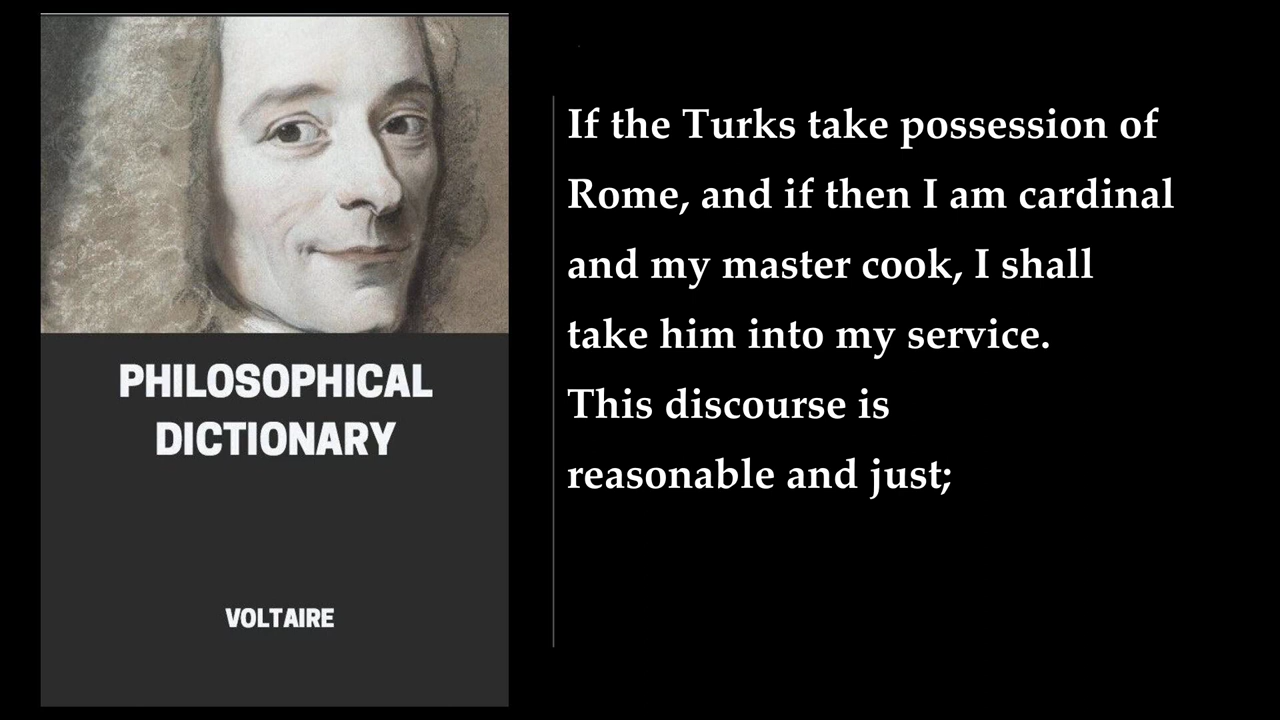 PHILOSOPHICAL
DICTIONARY
VOLTAIRE
If the Turks take possession of
Rome, and if then I am cardinal
and my master cook, I shall
take him into my service.
This discourse is
reasonable and just;